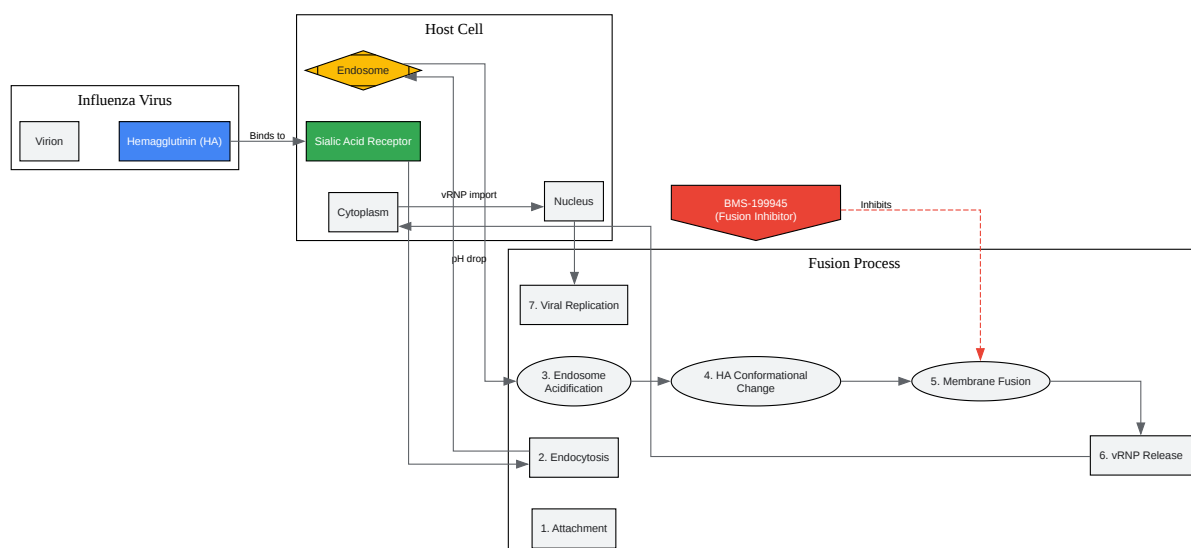 Host Cell
Endosome
Influenza Virus
Virion
Hemagglutinin (HA)
Binds to
Sialic Acid Receptor
Cytoplasm
vRNP import
Nucleus
BMS-199945
(Fusion Inhibitor)
Inhibits
pH drop
Fusion Process
7. Viral Replication
3. Endosome
Acidification
4. HA Conformational
Change
5. Membrane Fusion
2. Endocytosis
6. vRNP Release
1. Attachment